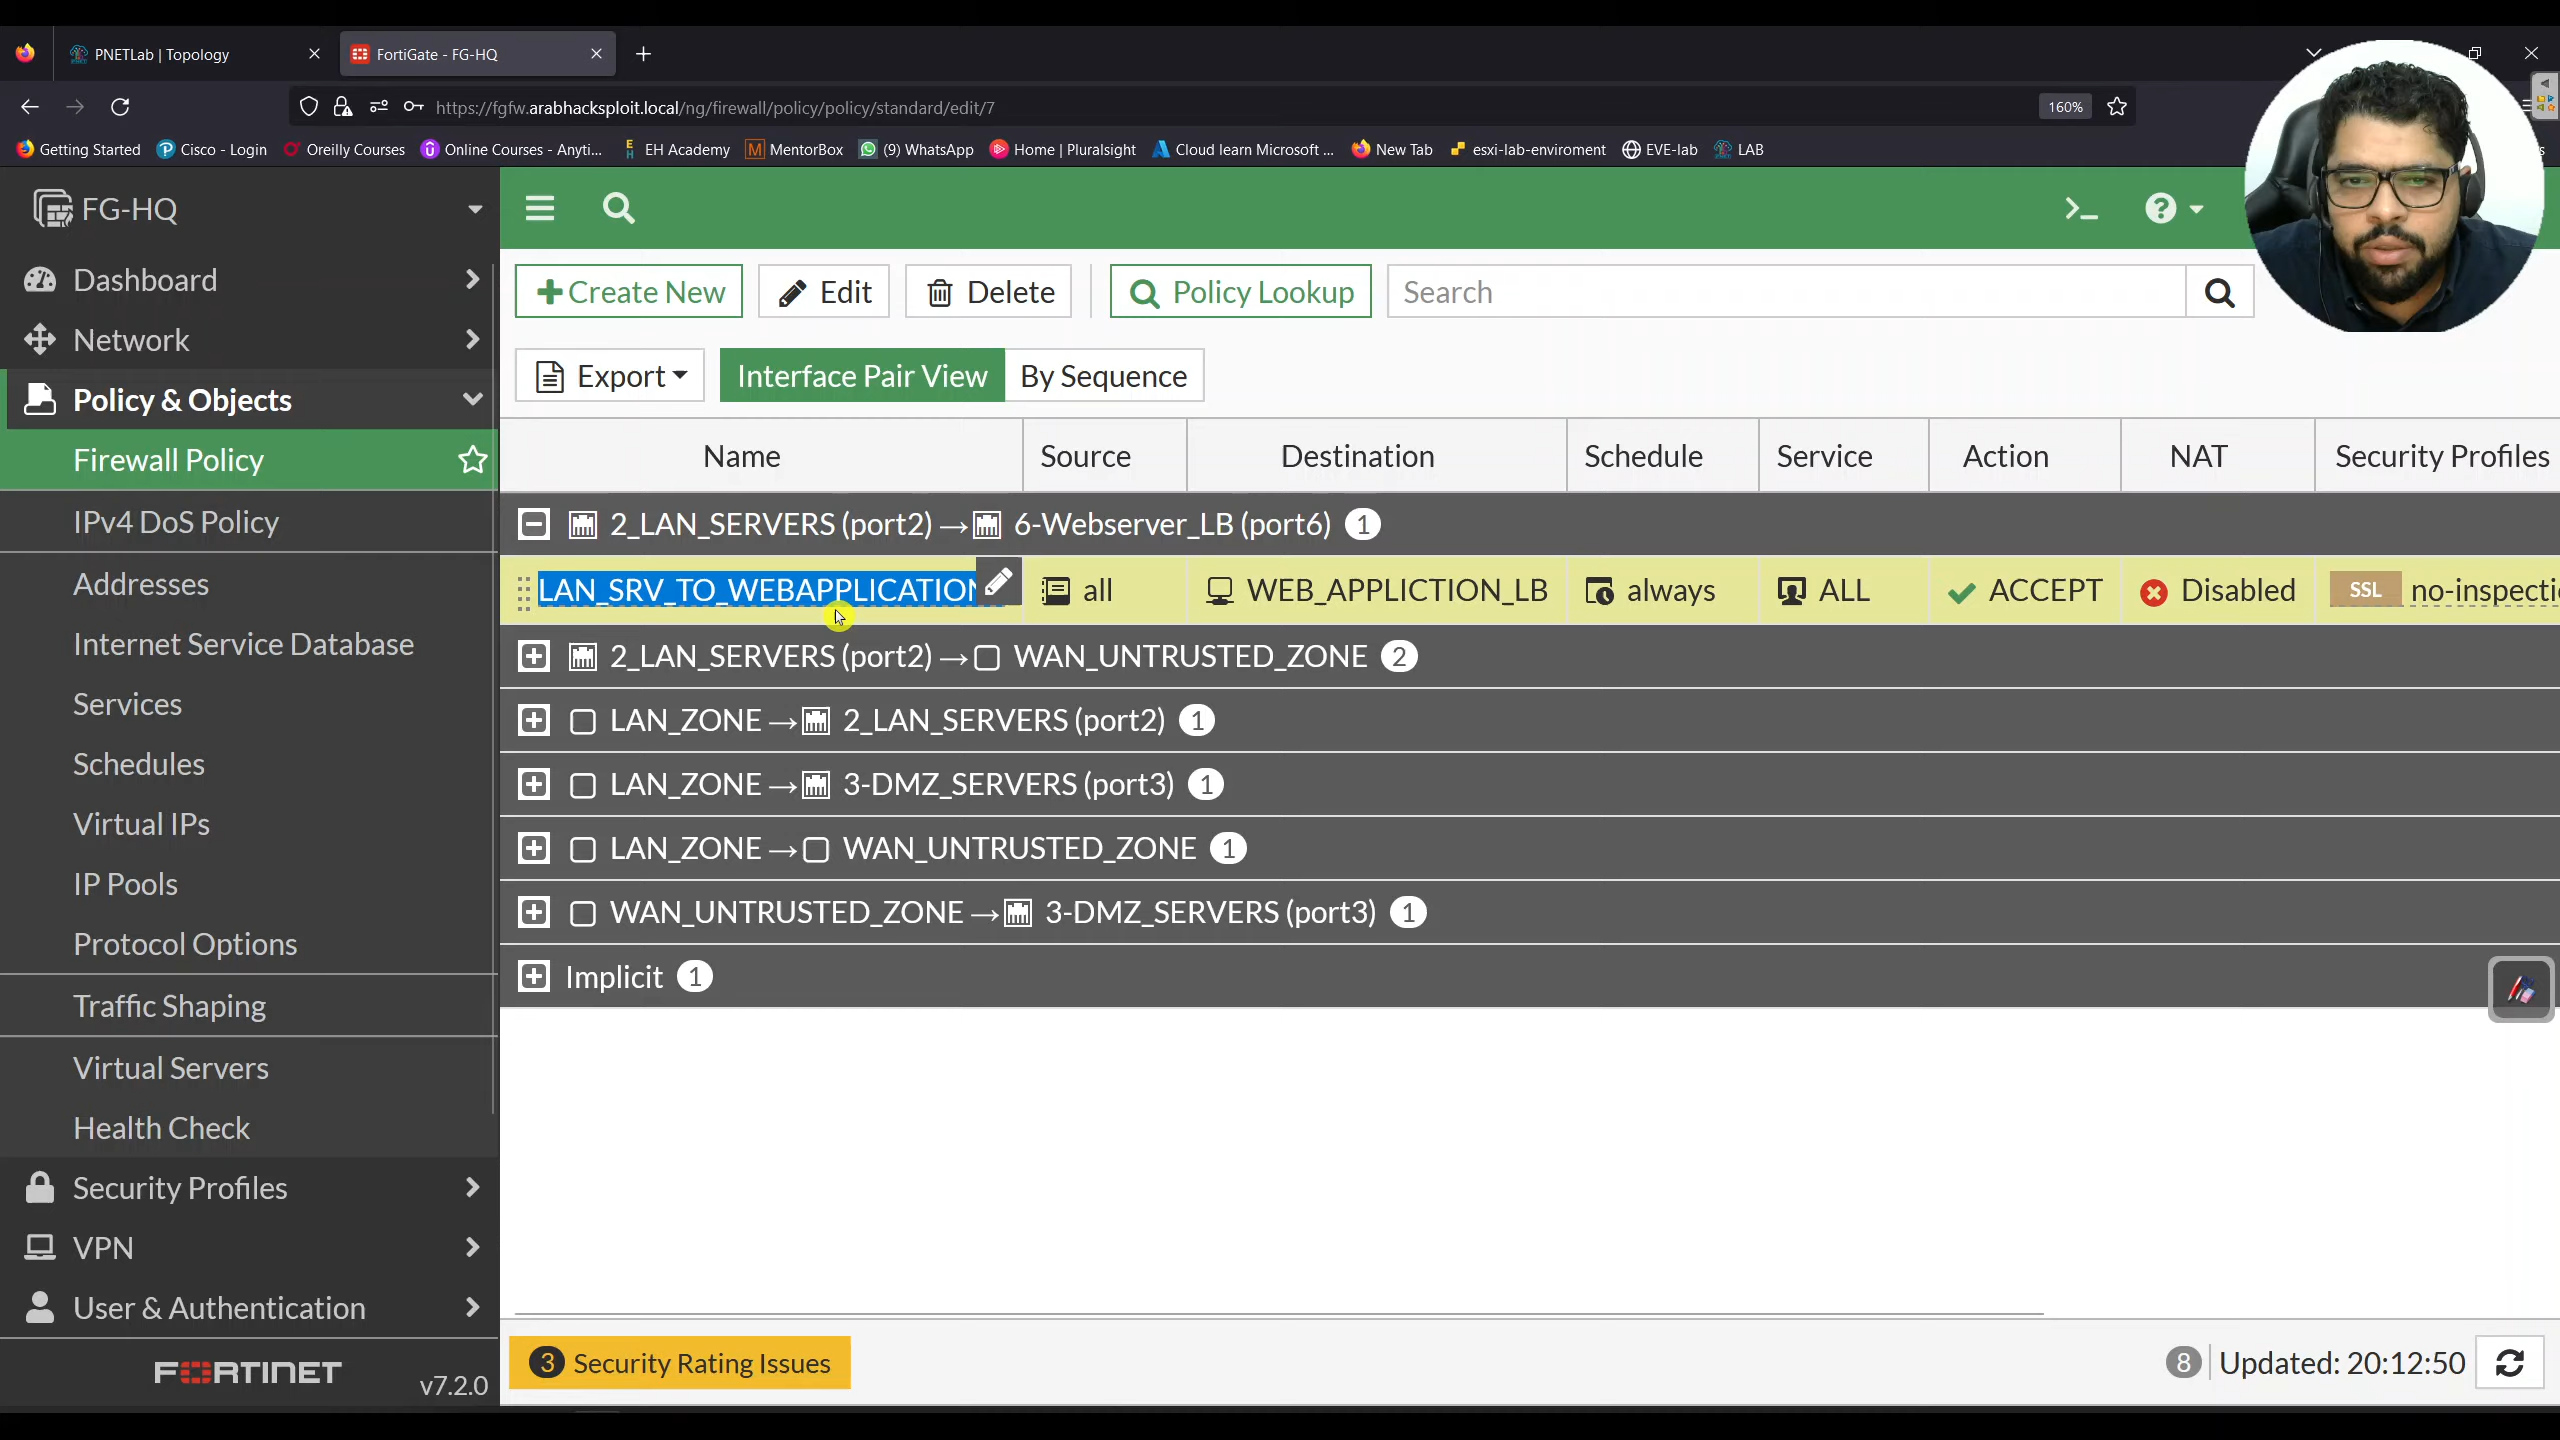 PNETLab | Topology
FortiGate - FG-HQ
https://fgfw.arabhacksploit.local/ng/firewall/policy/policy/standard/edit/7
160%
Getting Started
Cisco - Login
Oreilly Courses
Online Courses - Anyti...
EH Academy
MentorBox
(9) WhatsApp
Home | Pluralsight
Cloud learn Microsoft ...
New Tab
esxi-lab-enviroment
EVE-lab
LAB
FG-HQ
Dashboard
Network
Policy & Objects
Firewall Policy
IPv4 DoS Policy
Addresses
Internet Service Database
Services
Schedules
Virtual IPs
IP Pools
Protocol Options
Traffic Shaping
Virtual Servers
Health Check
Security Profiles
VPN
User & Authentication
FORTINET
v7.2.0
Create New
Edit
Delete
Policy Lookup
Search
Export
Interface Pair View
By Sequence
Name Source Destination Schedule Service Action NAT Security Profiles
2_LAN_SERVERS (port2) → 6-Webserver_LB (port6) 1
LAN_SRV_TO_WEBAPPLICATION all WEB_APPLICTION_LB always ALL ACCEPT Disabled SSL no-inspecti
2_LAN_SERVERS (port2) → WAN_UNTRUSTED_ZONE 2
LAN_ZONE → 2_LAN_SERVERS (port2) 1
LAN_ZONE → 3-DMZ_SERVERS (port3) 1
LAN_ZONE → WAN_UNTRUSTED_ZONE 1
WAN_UNTRUSTED_ZONE → 3-DMZ_SERVERS (port3) 1
Implicit 1
3 Security Rating Issues
8 Updated: 20:12:50